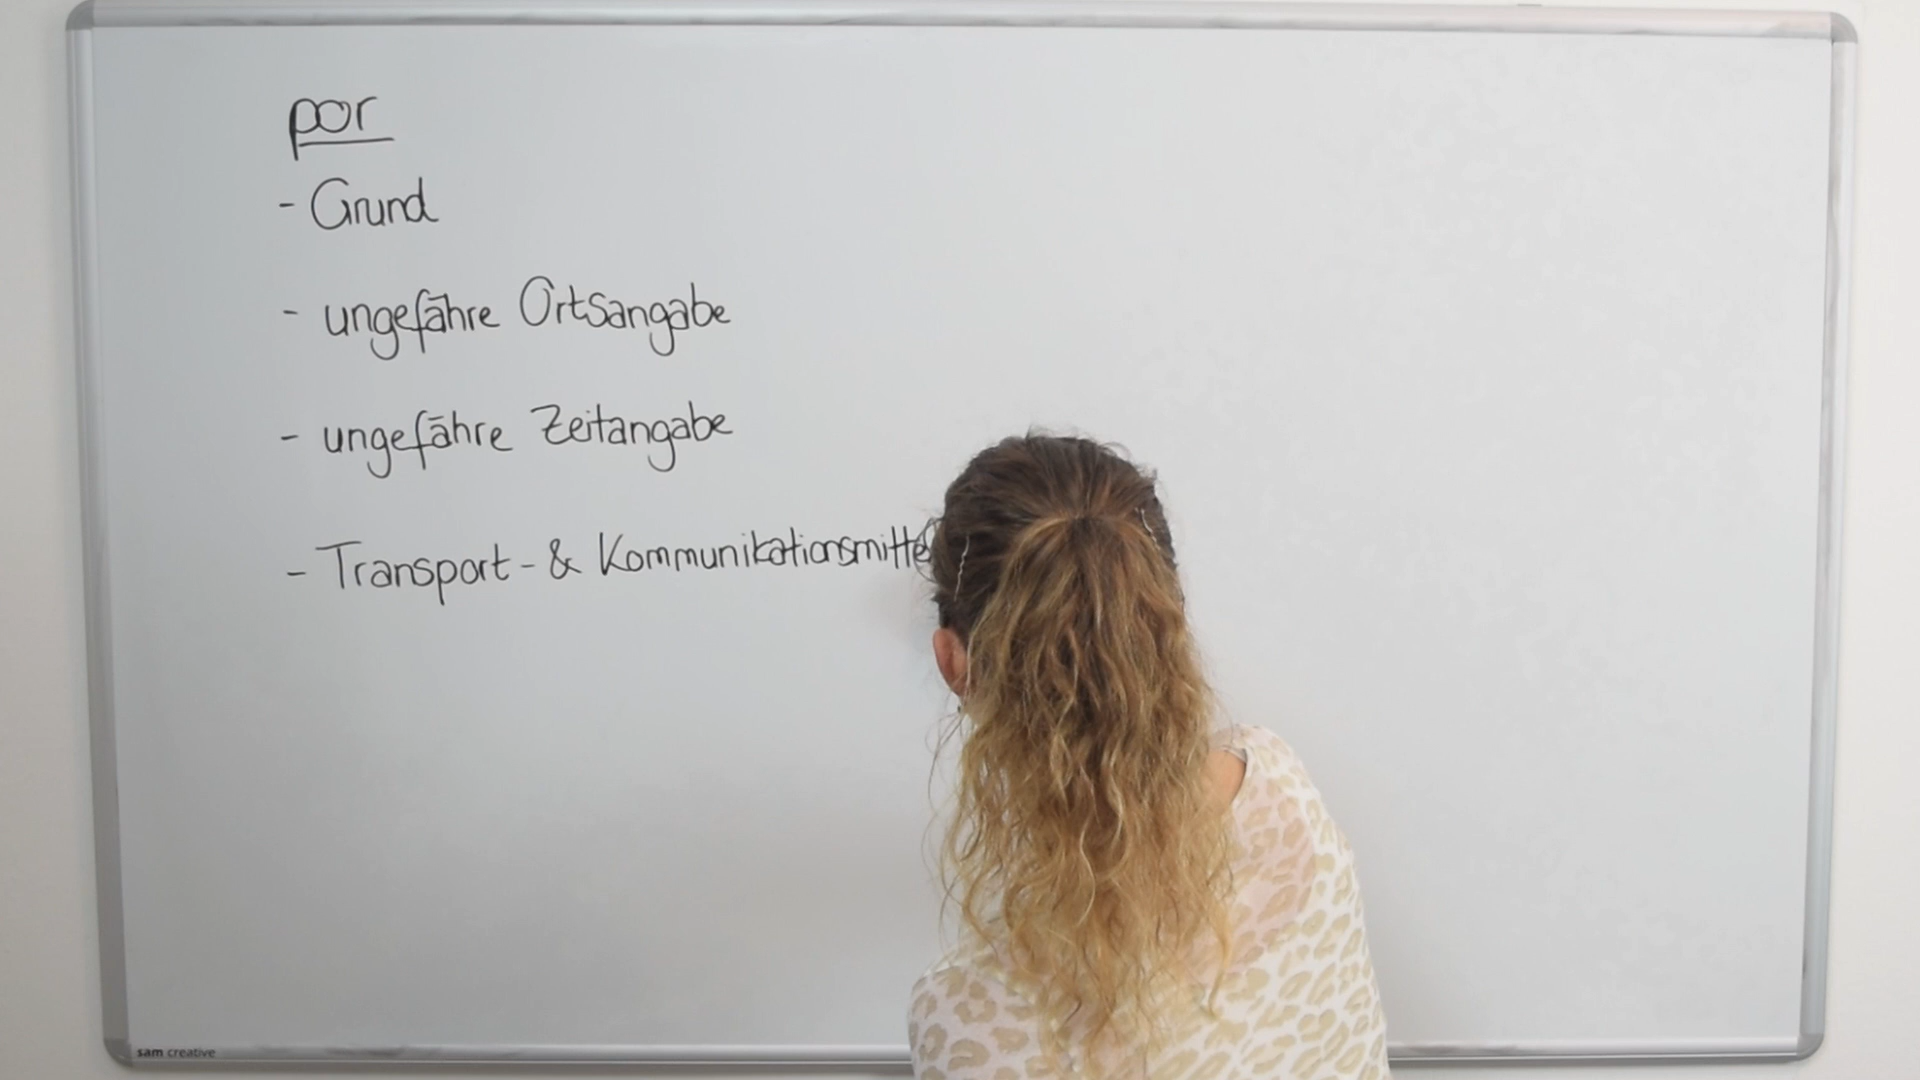 por
- Grund
- ungefähre Ortsangabe
- ungefähre Zeitangabe
- Transport- & Kommunikationsmittel
sam creative